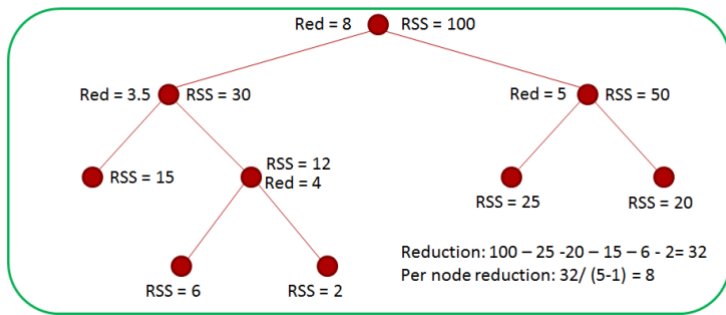 Red = 8 RSS = 100
Red = 3.5 RSS = 30
Red = 5 RSS = 50
RSS = 15
RSS = 12
Red = 4
RSS = 25
RSS = 20
RSS = 6
RSS = 2
Reduction: 100 – 25 -20 – 15 – 6 - 2= 32
Per node reduction: 32/ (5-1) = 8